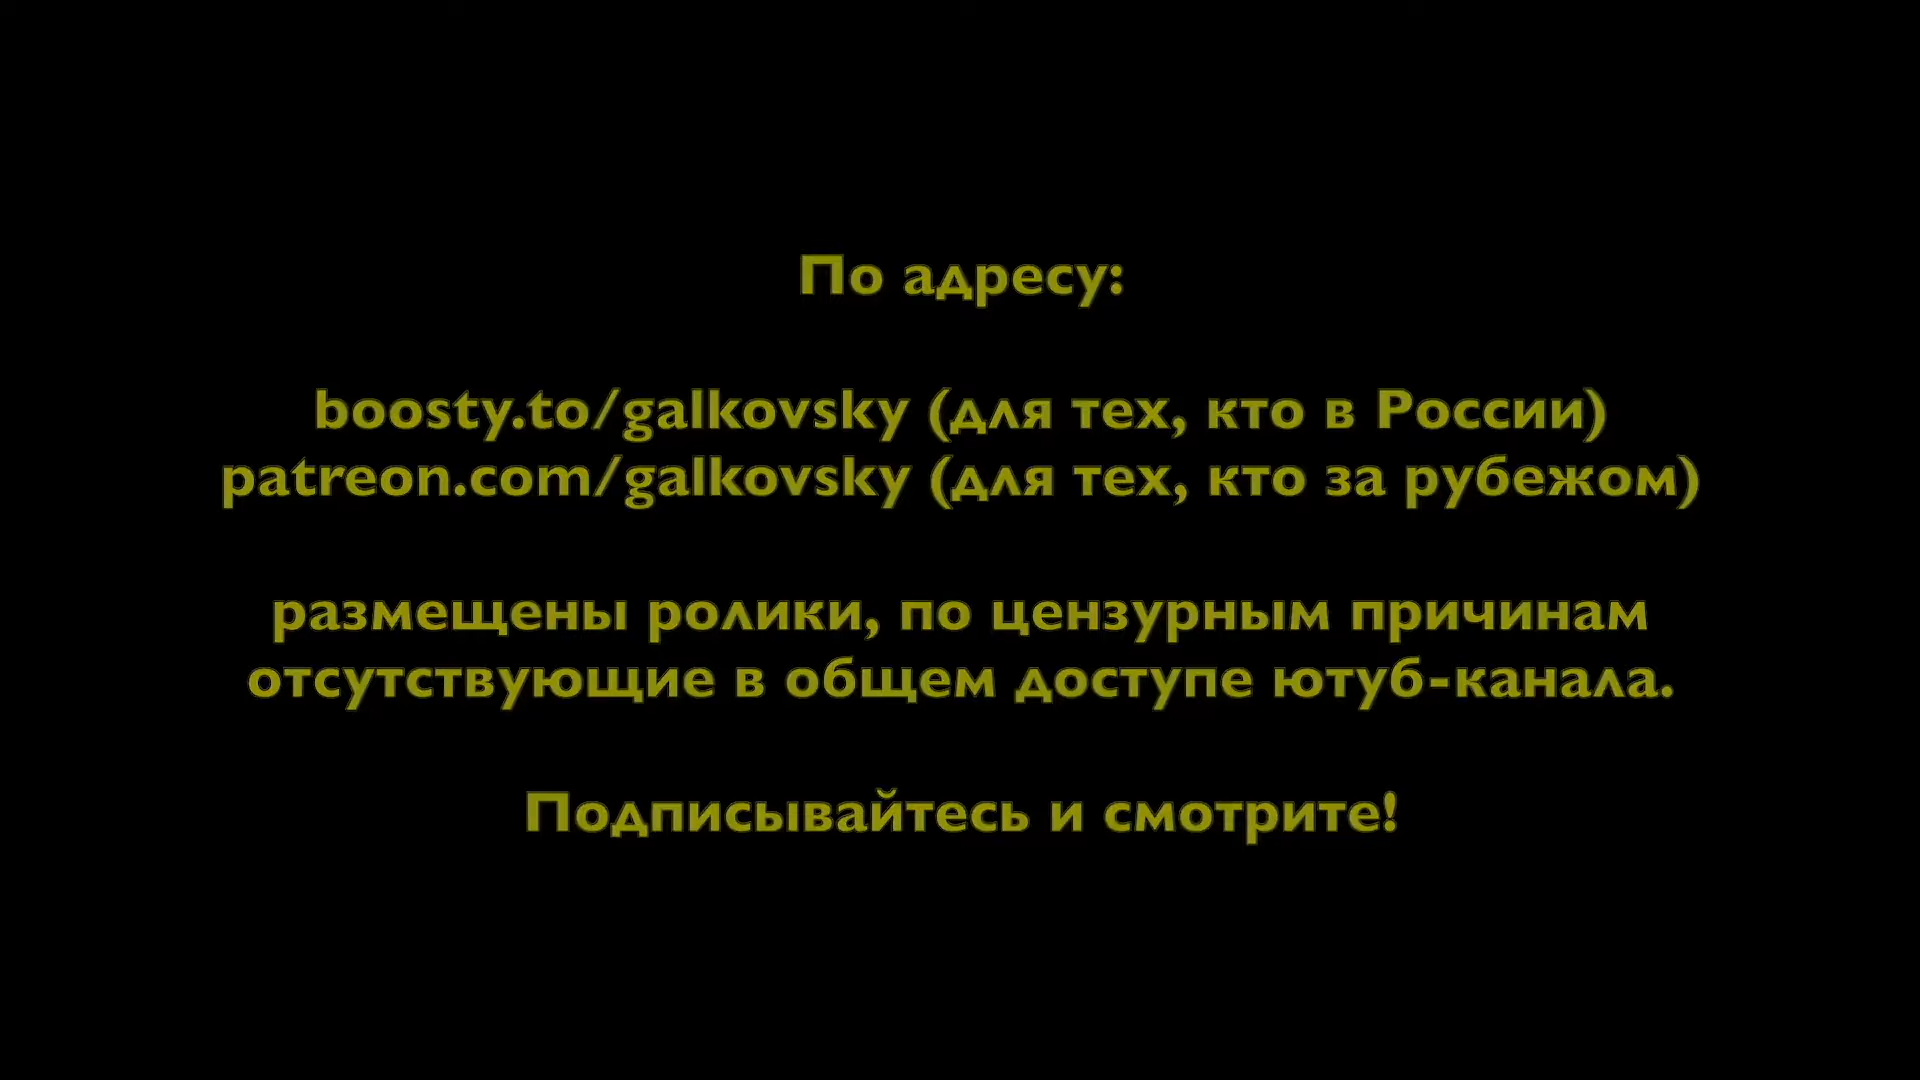 По адресу:
boosty.to/galkovsky (для тех, кто в России)
patreon.com/galkovsky (для тех, кто за рубежом)
размещены ролики, по цензурным причинам
отсутствующие в общем доступе ютуб-канала.
Подписывайтесь и смотрите!